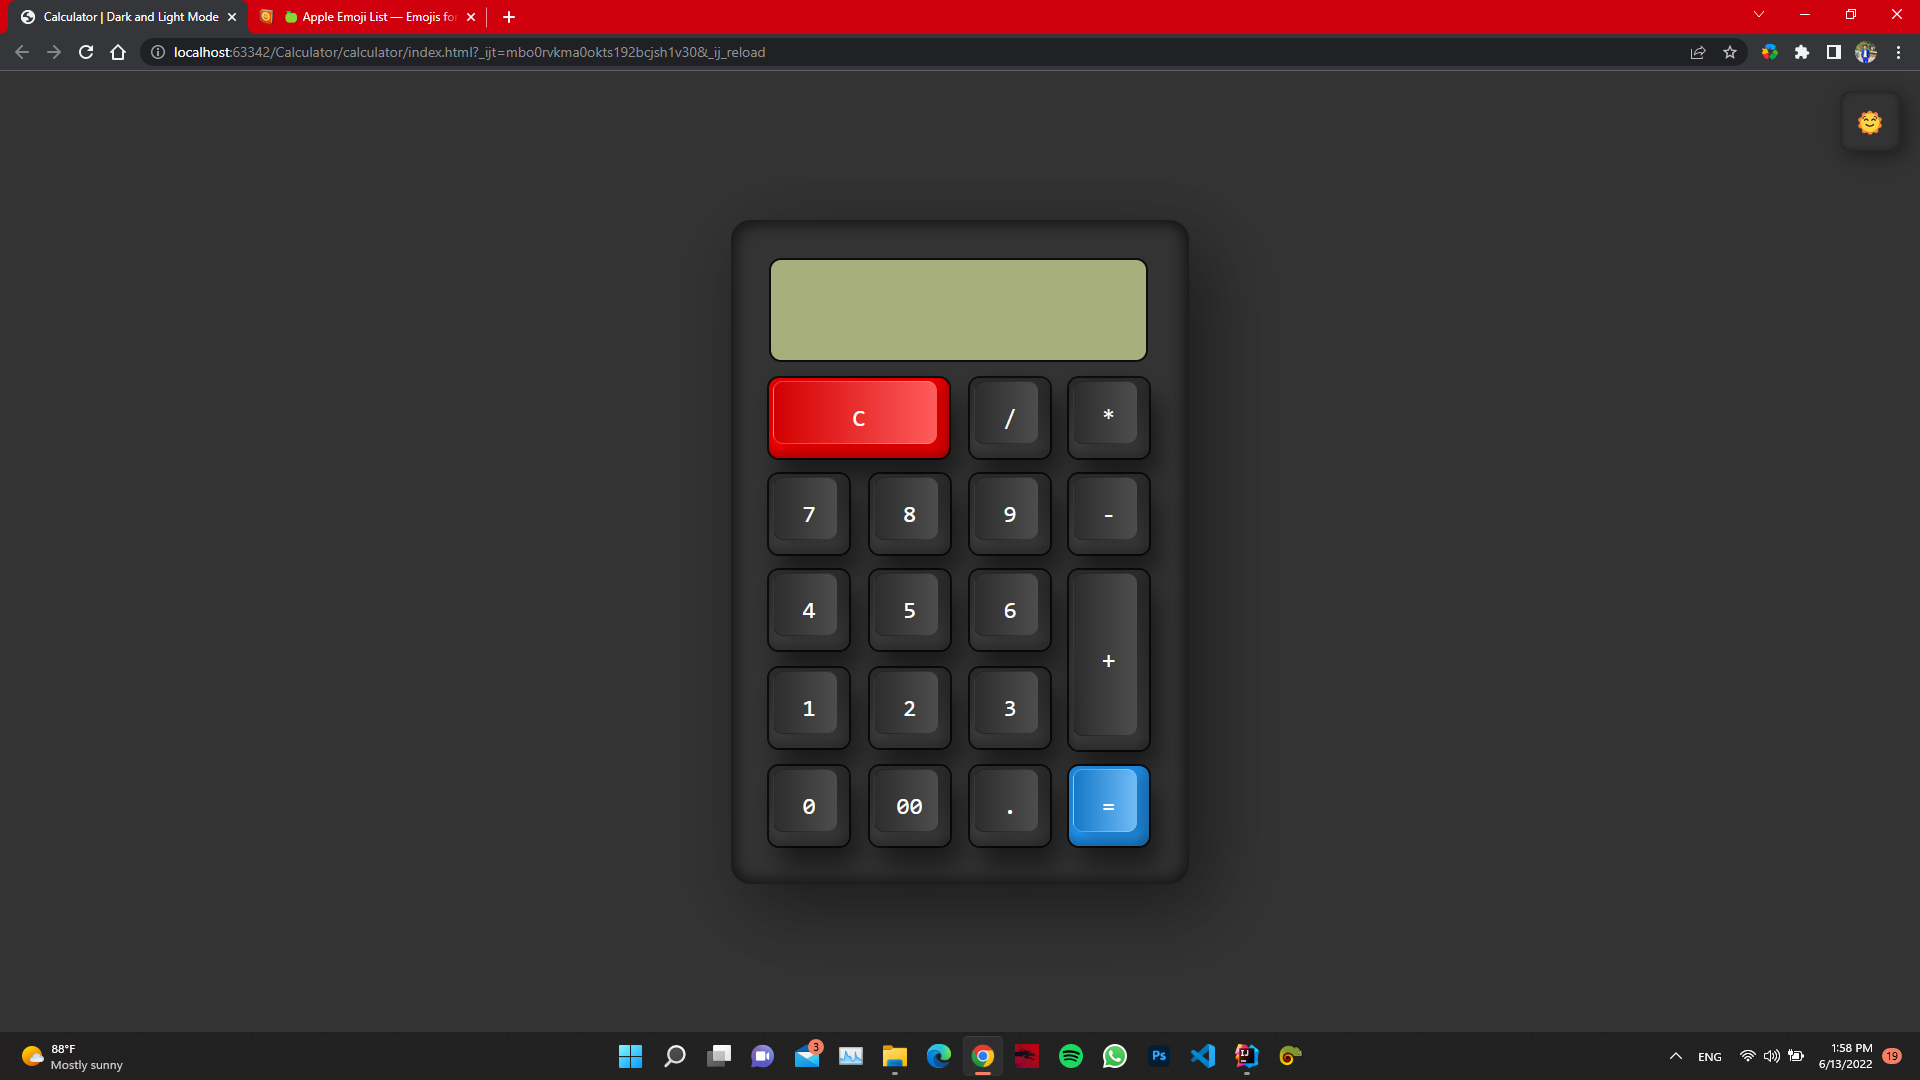 Calculator | Dark and Light Mode
Apple Emoji List — Emojis for
localhost:63342/Calculator/calculator/index.html?_ijt=mbo0rvkma0okts192bcjsh1v30&_ij_reload
C / *
7 8 9 -
4 5 6
+
1 2 3
0 00 . =
88°F
Mostly sunny
3
Ps
IJ
ENG
1:58 PM
6/13/2022
19